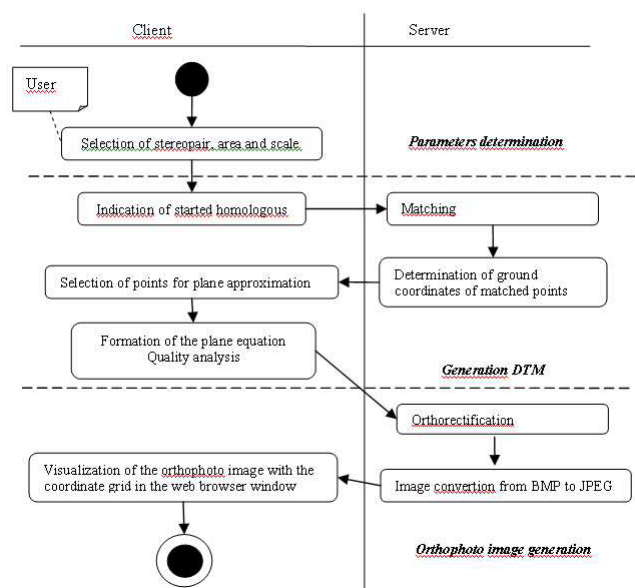 Client
Server
User
Selection of stereopair, area and scale
Parameters determination
Indication of started homologous
Matching
Selection of points for plane approximation
Determination of ground
coordinates of matched points
Formation of the plane equation
Quality analysis
Generation DTM
Orthorectification
Visualization of the orthophoto image with the
coordinate grid in the web browser window
Image convertion from BMP to JPEG
Orthophoto image generation